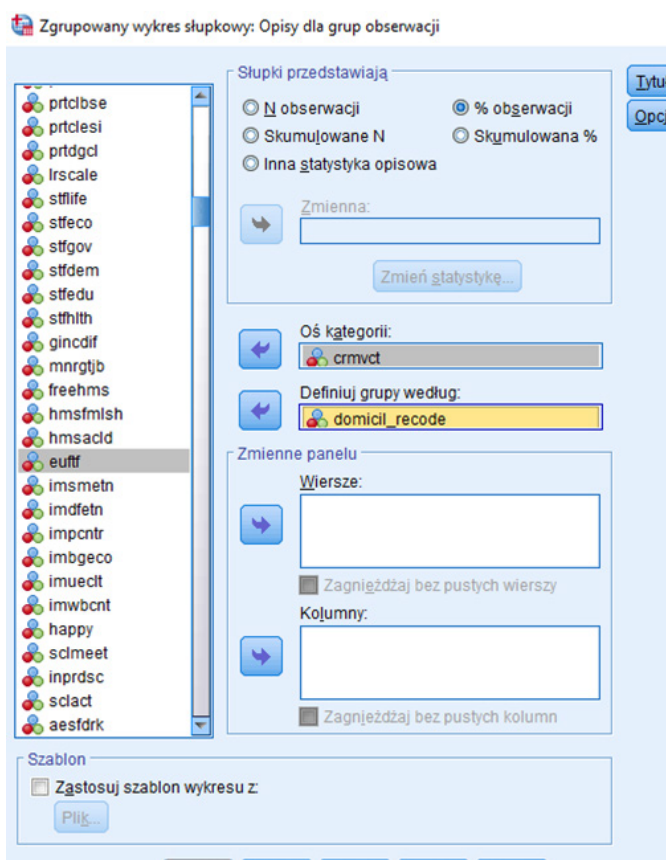 Zgrupowany wykres słupkowy: Opisy dla grup obserwacji
prtclbse
prtclesi
prtdgcl
lrscale
stflife
stfeco
stfgov
stfdem
stfedu
stfhlth
gincdif
mnrgtjb
freehms
hmsfmlsh
hmsacld
euftf
imsmetn
imdfetn
impcntr
imbgeco
imueclt
imwbcnt
happy
sclmeet
inprdsc
sclact
aesfdrk
Słupki przedstawiają
N obserwacji
% obserwacji
Skumulowane N
Skumulowana %
Inna statystyka opisowa
Zmienna:
Zmień statystykę...
Oś kategorii:
crmvct
Definiuj grupy według:
domicil_recode
Zmienne panelu
Wiersze:
Zagnieżdżaj bez pustych wierszy
Kolumny:
Zagnieżdżaj bez pustych kolumn
Tytu
Opcj
Szablon
Zastosuj szablon wykresu z:
Plik...